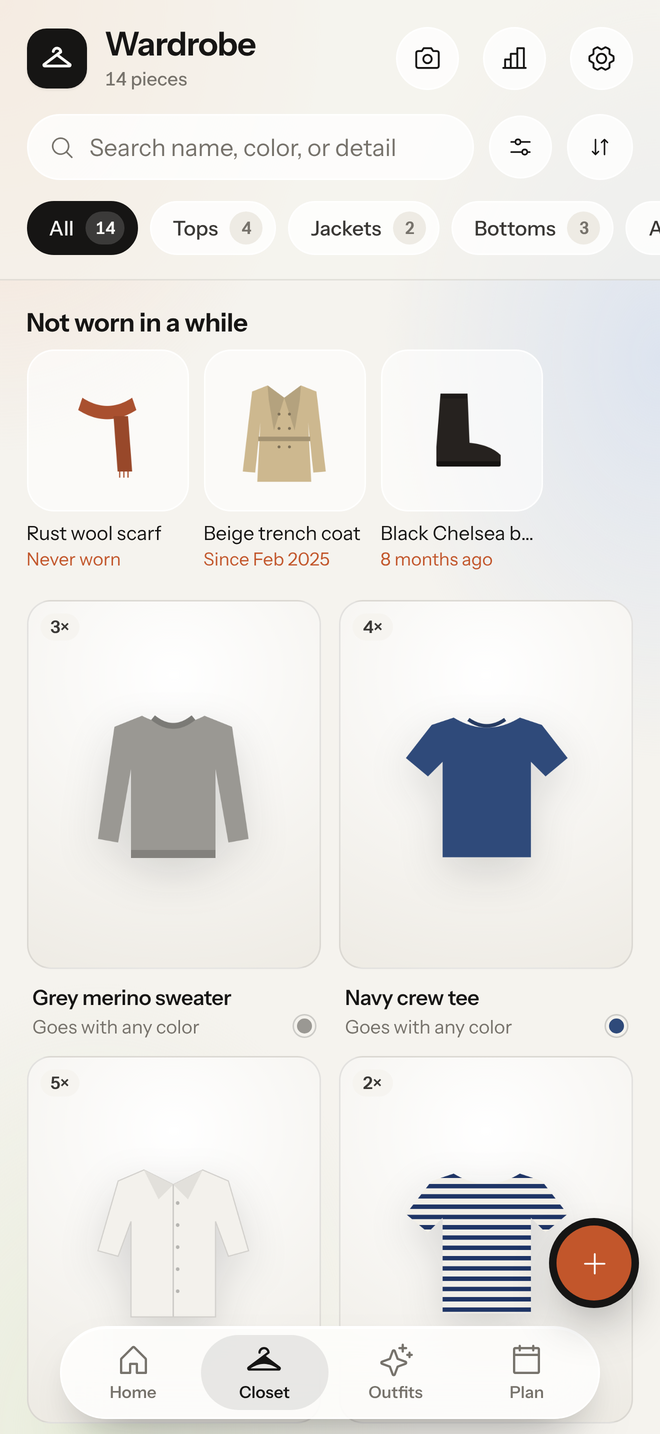 Wardrobe
14 pieces
Search name, color, or detail
All 14 Tops 4 Jackets 2 Bottoms 3 A
Not worn in a while
Rust wool scarf Beige trench coat Black Chelsea b...
Never worn Since Feb 2025 8 months ago
3× 4×
Grey merino sweater Navy crew tee
Goes with any color Goes with any color
5× 2×
Home Closet Outfits Plan